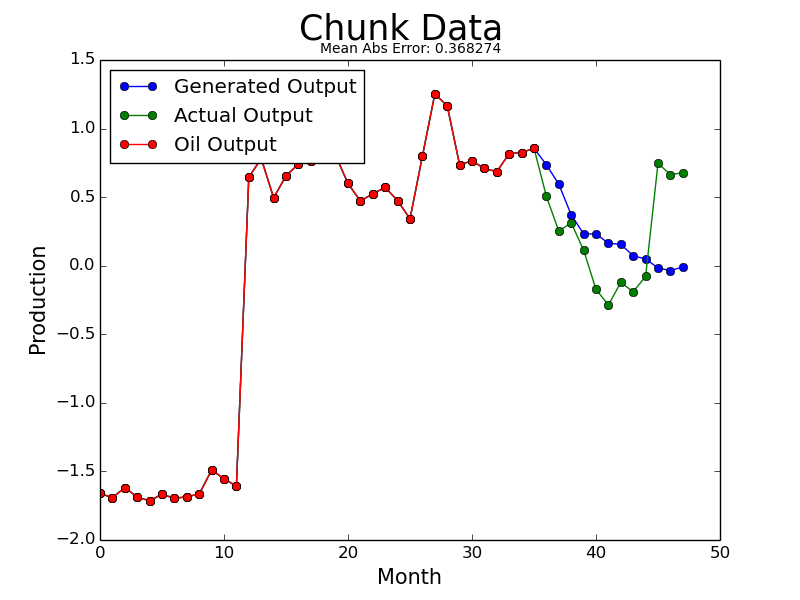 Chunk Data
Mean Abs Error: 0.368274
Generated Output
Actual Output
Oil Output
1.5
1.0
0.5
0.0
−0.5
−1.0
−1.5
−2.0
Production
0 10 20 30 40 50
Month